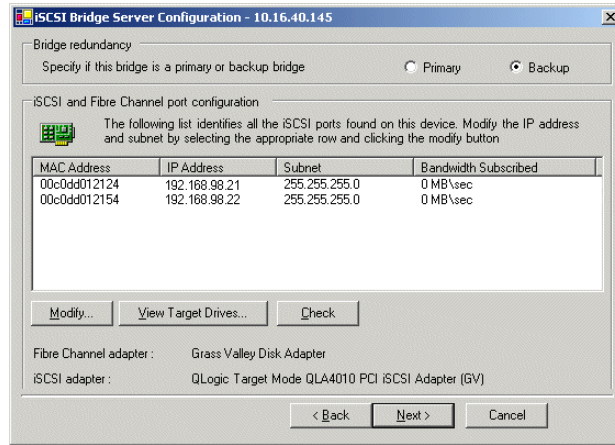 iSCSI Bridge Server Configuration - 10.16.40.145
Bridge redundancy
Specify if this bridge is a primary or backup bridge Primary Backup
iSCSI and Fibre Channel port configuration
The following list identifies all the iSCSI ports found on this device. Modify the IP address
and subnet by selecting the appropriate row and clicking the modify button
MAC Address IP Address Subnet Bandwidth Subscribed
00c0dd012124 192.168.98.21 255.255.255.0 0 MB\sec
00c0dd012154 192.168.98.22 255.255.255.0 0 MB\sec
Modify... View Target Drives... Check
Fibre Channel adapter : Grass Valley Disk Adapter
iSCSI adapter : QLogic Target Mode QLA4010 PCI iSCSI Adapter (GV)
< Back Next > Cancel